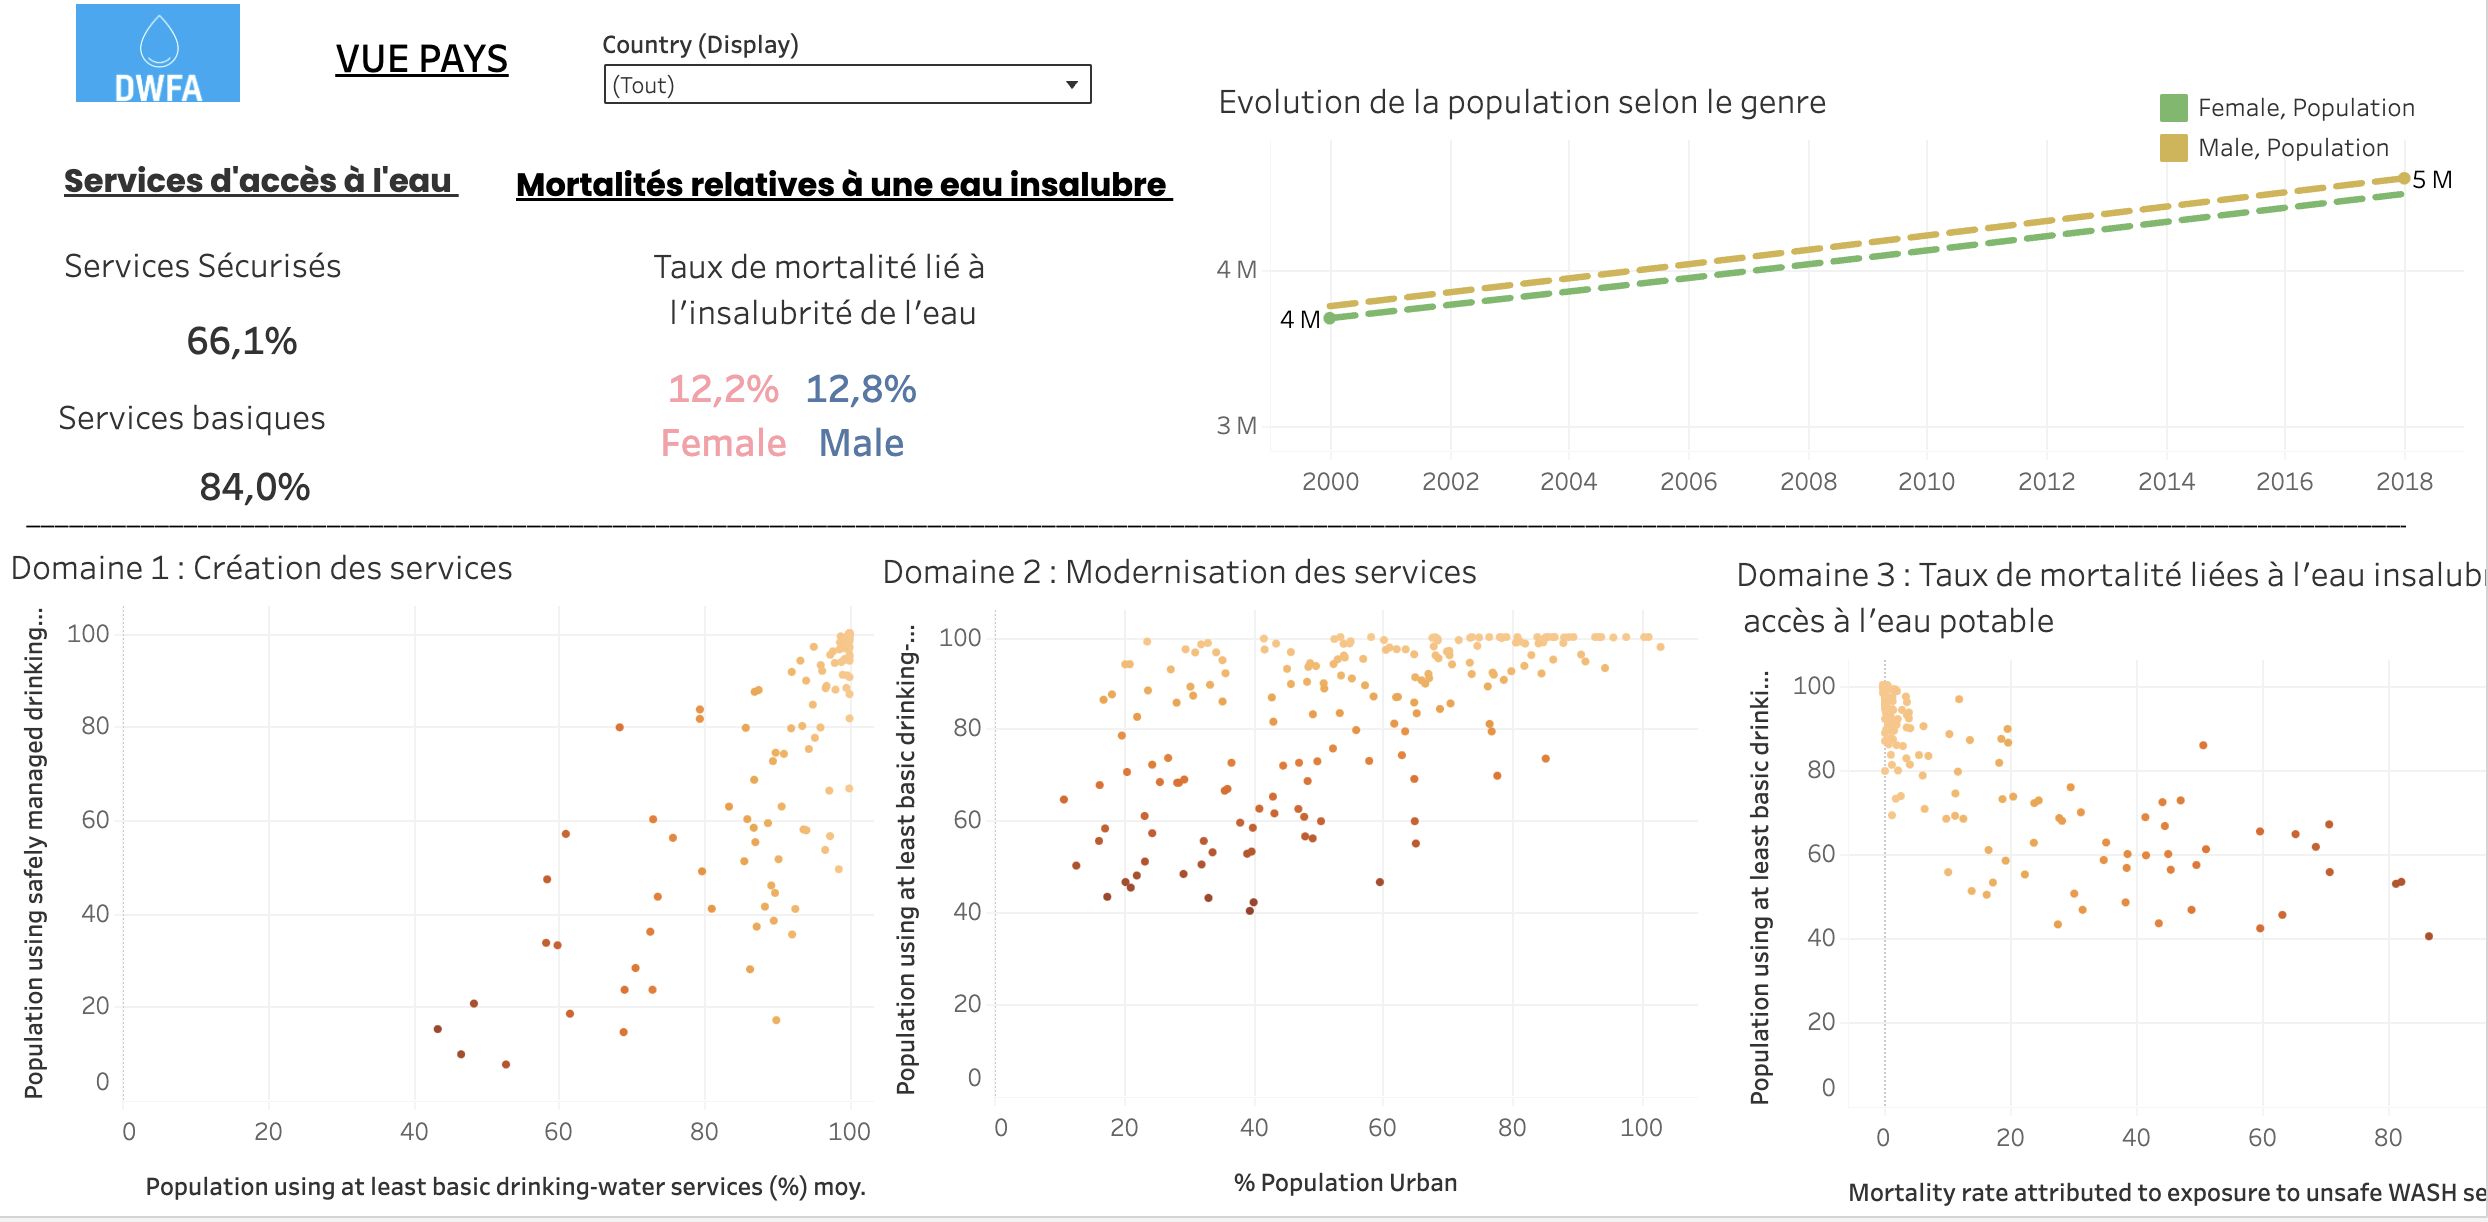 DWFA
VUE PAYS
Country (Display)
(Tout)
Services d'accès à l'eau
Services Sécurisés
66,1%
Services basiques
84,0%
Mortalités relatives à une eau insalubre
Taux de mortalité lié à
l'insalubrité de l'eau
12,2% 12,8%
Female Male
Evolution de la population selon le genre
Female, Population
Male, Population
5 M
4 M
4 M
3 M
2000 2002 2004 2006 2008 2010 2012 2014 2016 2018
Domaine 1 : Création des services
Population using safely managed drinking...
100
80
60
40
20
0
0 20 40 60 80 100
Population using at least basic drinking-water services (%) moy.
Domaine 2 : Modernisation des services
Population using at least basic drinking-...
100
80
60
40
20
0
0 20 40 60 80 100
% Population Urban
Domaine 3 : Taux de mortalité liées à l'eau insalub
accès à l'eau potable
Population using at least basic drinki...
100
80
60
40
20
0
0 20 40 60 80
Mortality rate attributed to exposure to unsafe WASH se